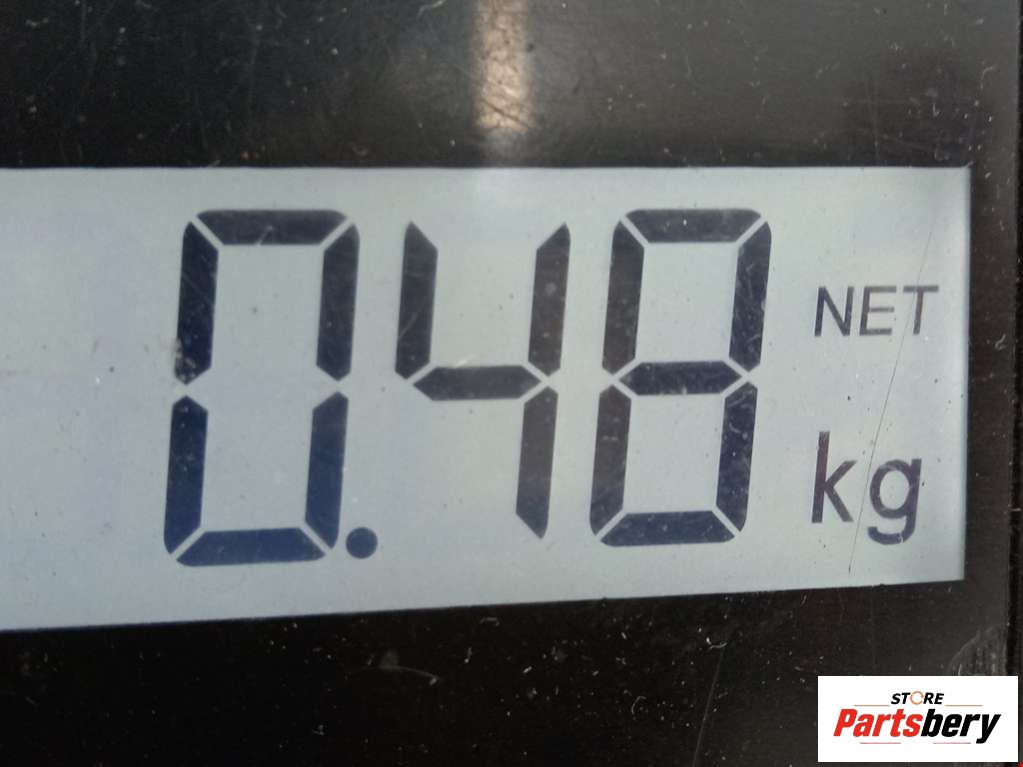 0.48 NET
kg
STORE
Partsbery